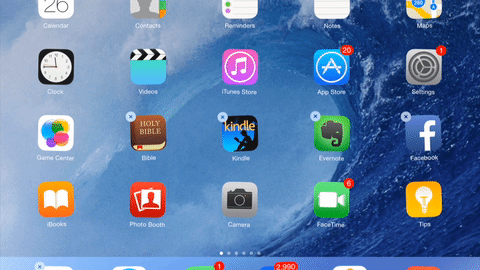 26
Calendar Contacts Reminders Notes Maps
20 1
Clock Videos iTunes Store App Store Settings
HOLY
BIBLE
kindle
Game Center Bible Kindle Evernote Facebook
6
iBooks Photo Booth Camera FaceTime Tips
1 2,990